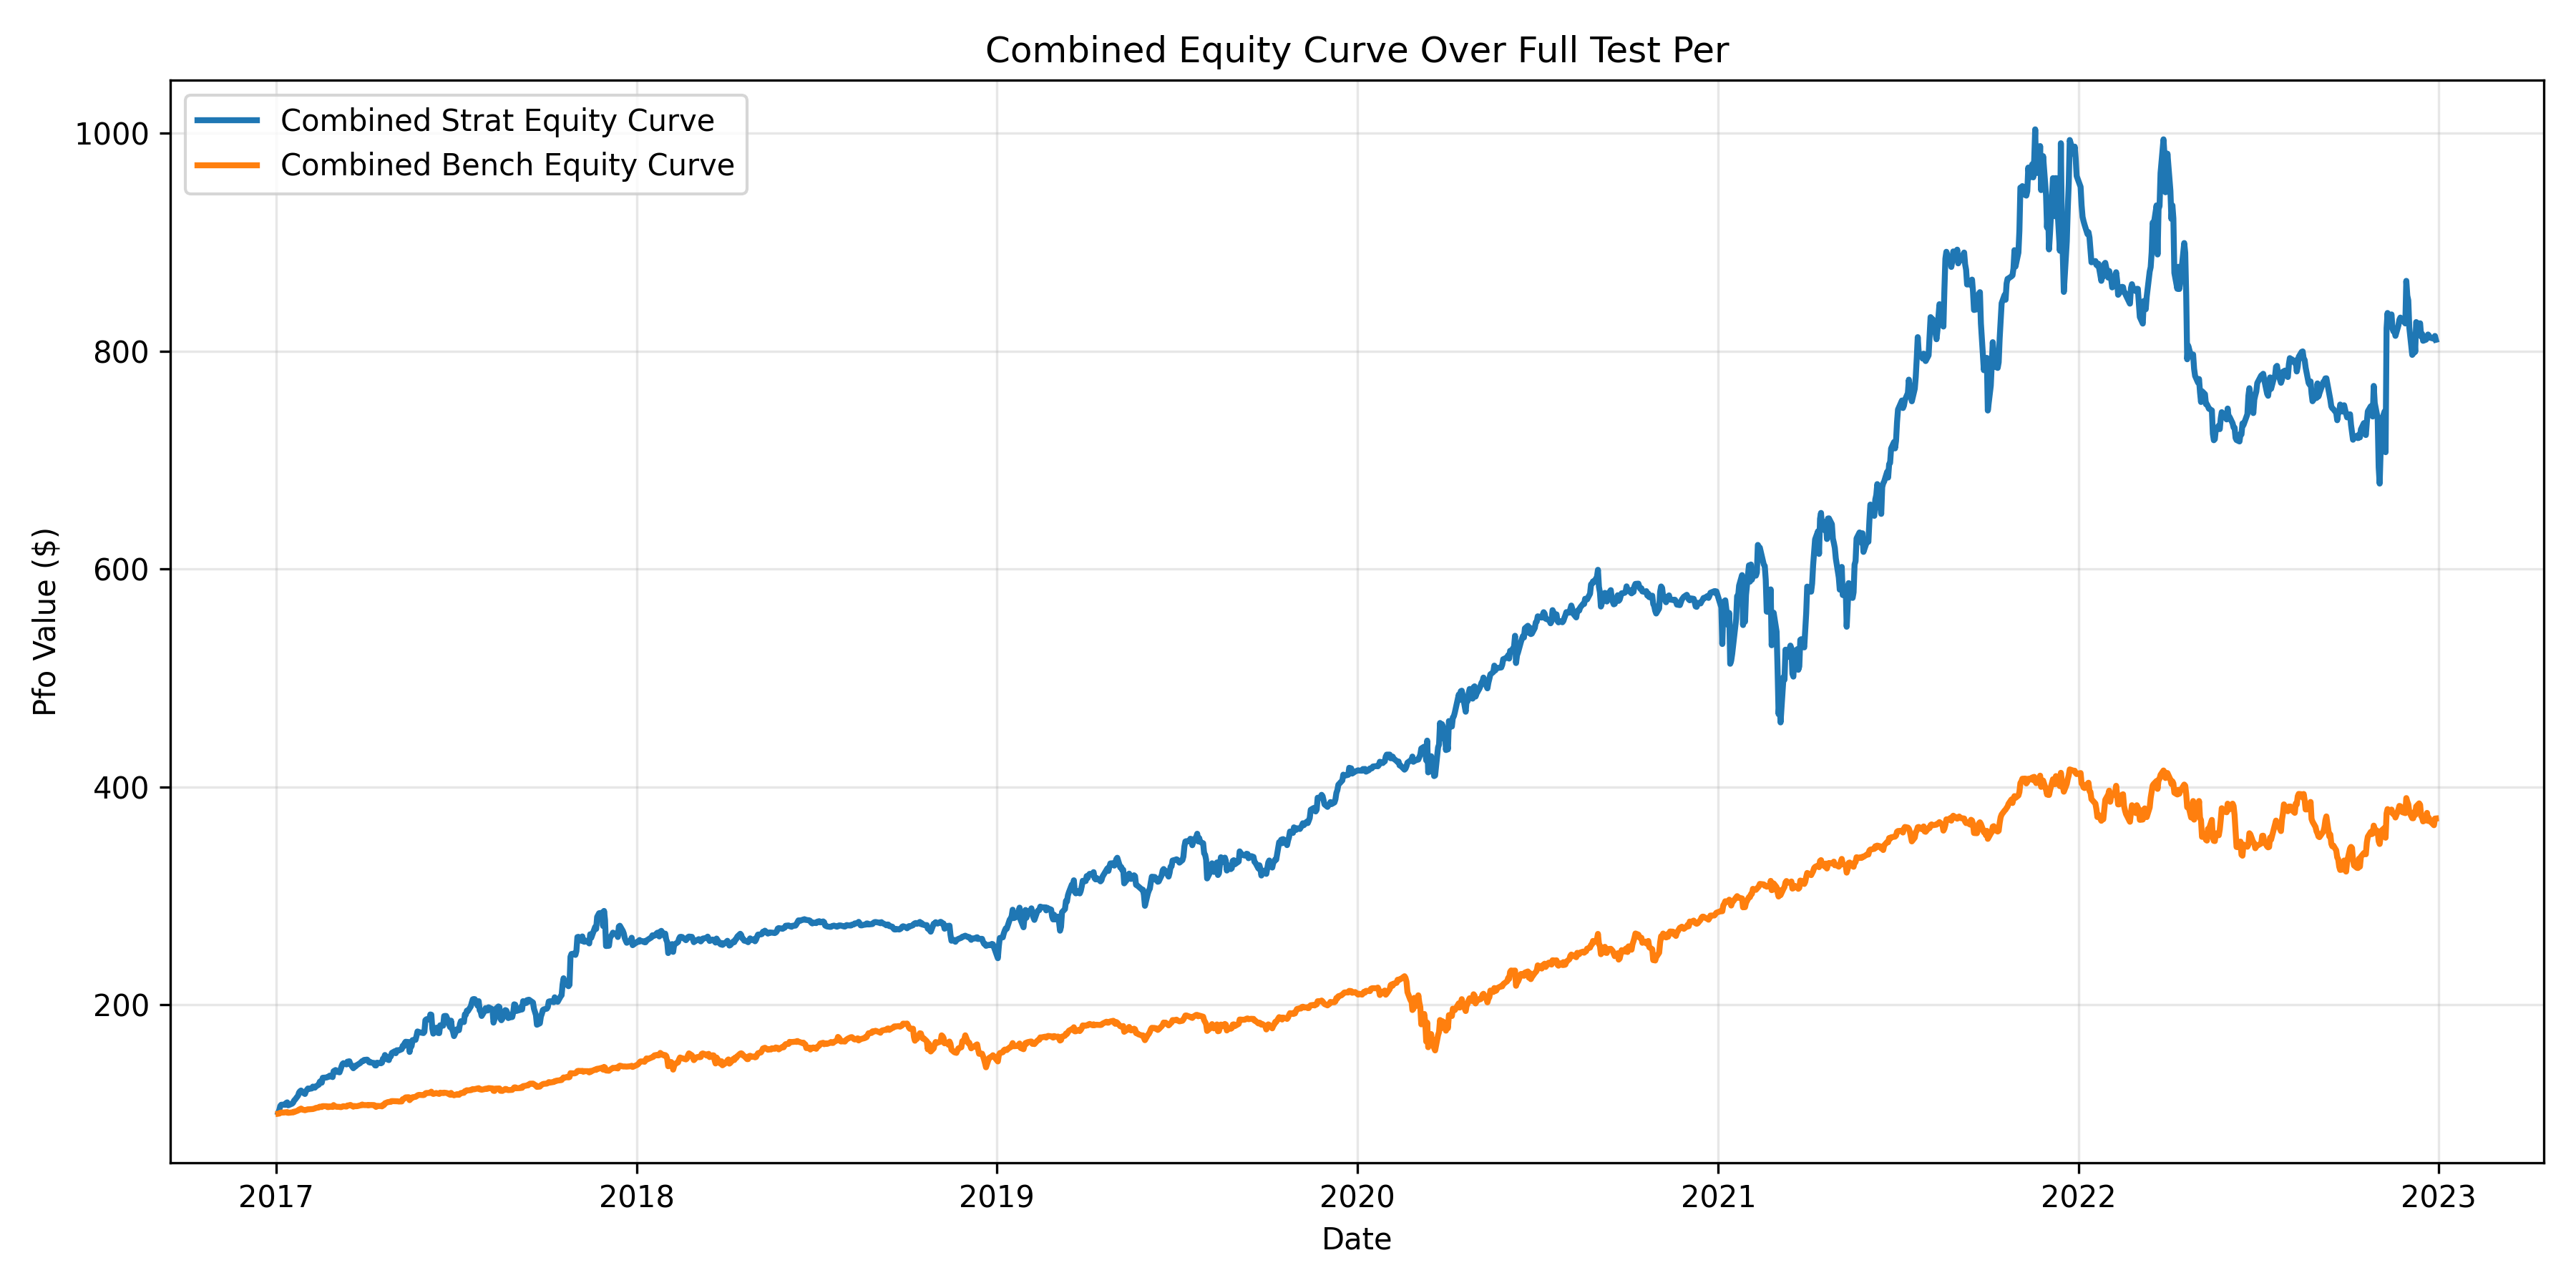 Combined Equity Curve Over Full Test Per
Combined Strat Equity Curve
Combined Bench Equity Curve
Pfo Value ($)
1000
800
600
400
200
2017 2018 2019 2020 2021 2022 2023
Date